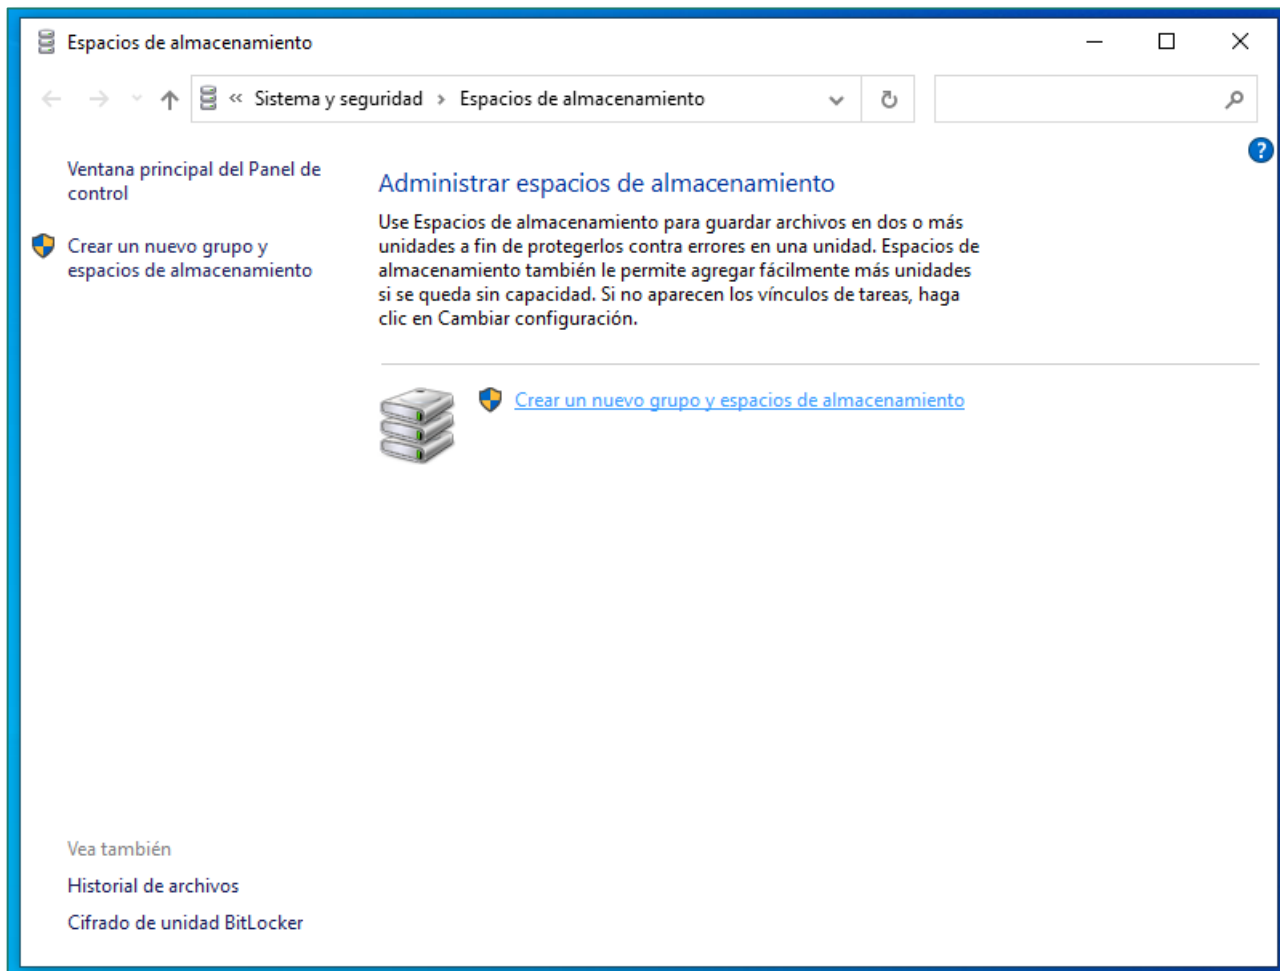 Espacios de almacenamiento
« Sistema y seguridad › Espacios de almacenamiento
Ventana principal del Panel de
control
Crear un nuevo grupo y
espacios de almacenamiento
Administrar espacios de almacenamiento
Use Espacios de almacenamiento para guardar archivos en dos o más
unidades a fin de protegerlos contra errores en una unidad. Espacios de
almacenamiento también le permite agregar fácilmente más unidades
si se queda sin capacidad. Si no aparecen los vínculos de tareas, haga
clic en Cambiar configuración.
Crear un nuevo grupo y espacios de almacenamiento
Vea también
Historial de archivos
Cifrado de unidad BitLocker